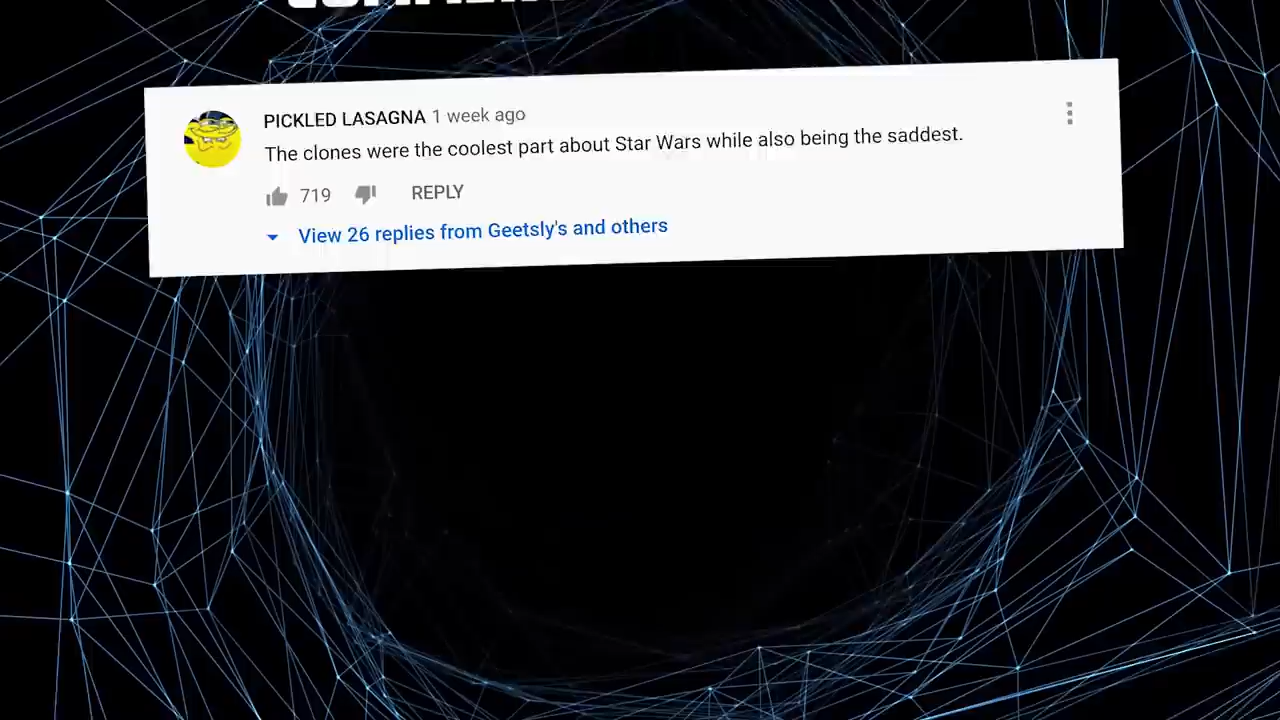 PICKLED LASAGNA 1 week ago
The clones were the coolest part about Star Wars while also being the saddest.
719 REPLY
View 26 replies from Geetsly's and others